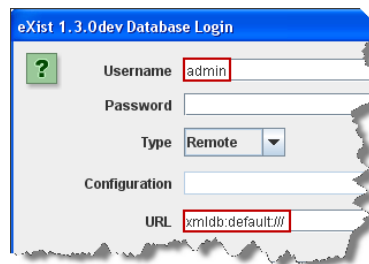 eXist 1.3.0dev Database Login
? Username admin
Password
Type Remote
Configuration
URL xmldb:default:///